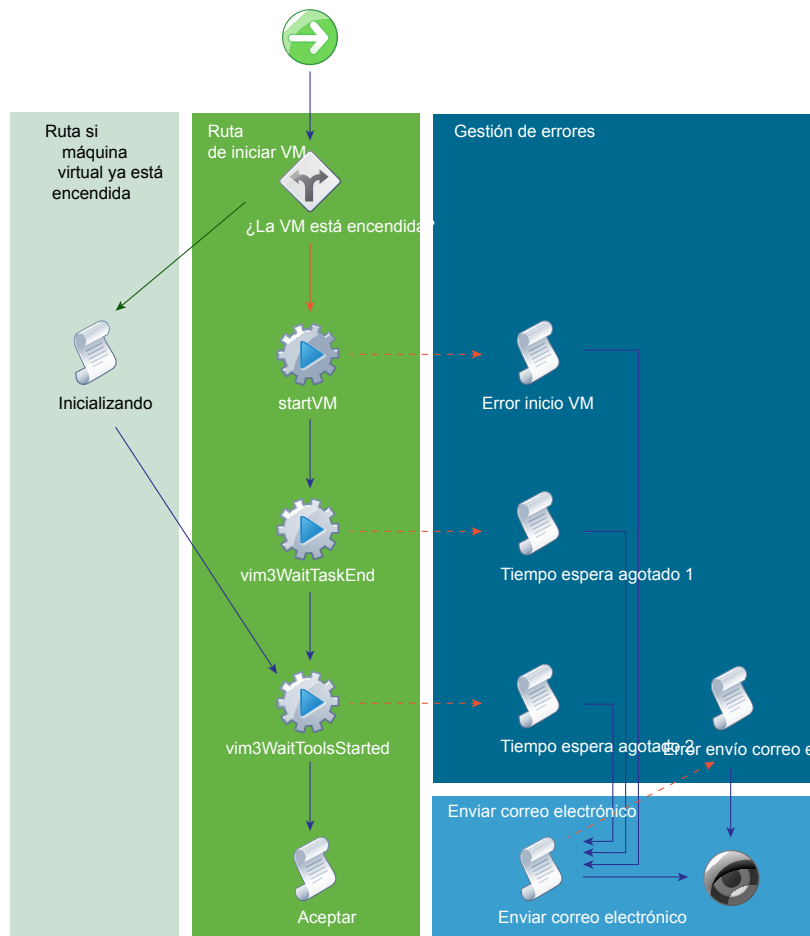 Ruta si
máquina
virtual ya está
encendida
Ruta
de iniciar VM
Gestión de errores
¿La VM está encendida?
Inicializando
startVM
Error inicio VM
vim3WaitTaskEnd
Tiempo espera agotado 1
vim3WaitToolsStarted
Tiempo espera agotado 2
Error envío correo e
Enviar correo electrónico
Aceptar
Enviar correo electrónico